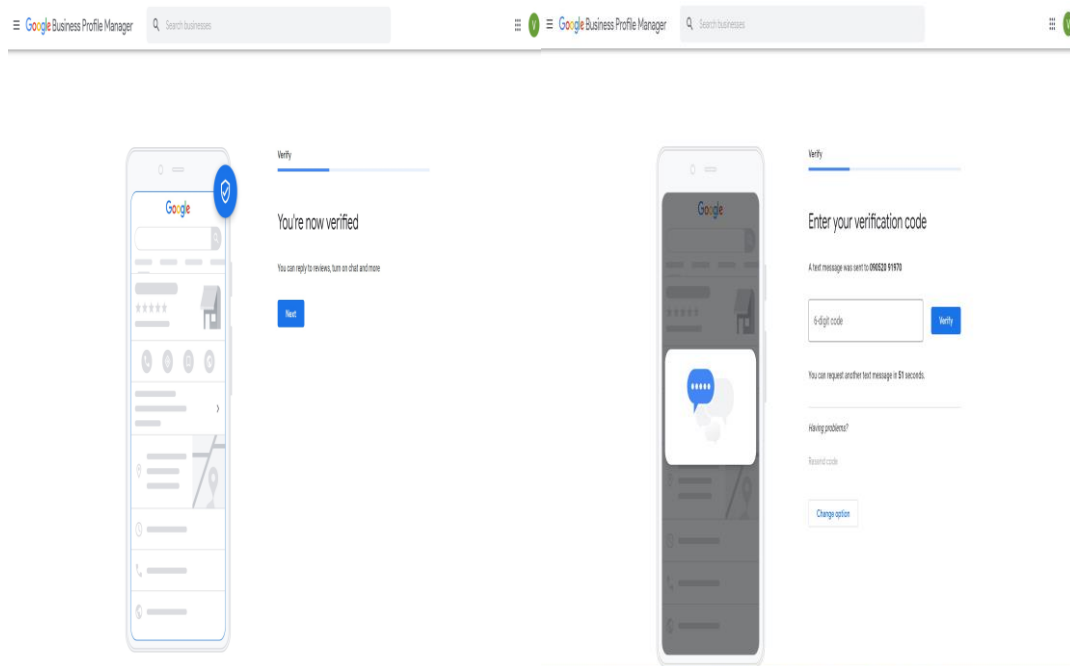 Google Business Profile Manager
Search businesses
V
Verify
Google
You're now verified
You can reply to reviews, turn on chat and more
Next
Google Business Profile Manager
Search businesses
V
Verify
Google
Enter your verification code
A text message was sent to 090520 91970
6-digit code
Verify
You can request another text message in 51 seconds.
Having problems?
Resend code
Change option